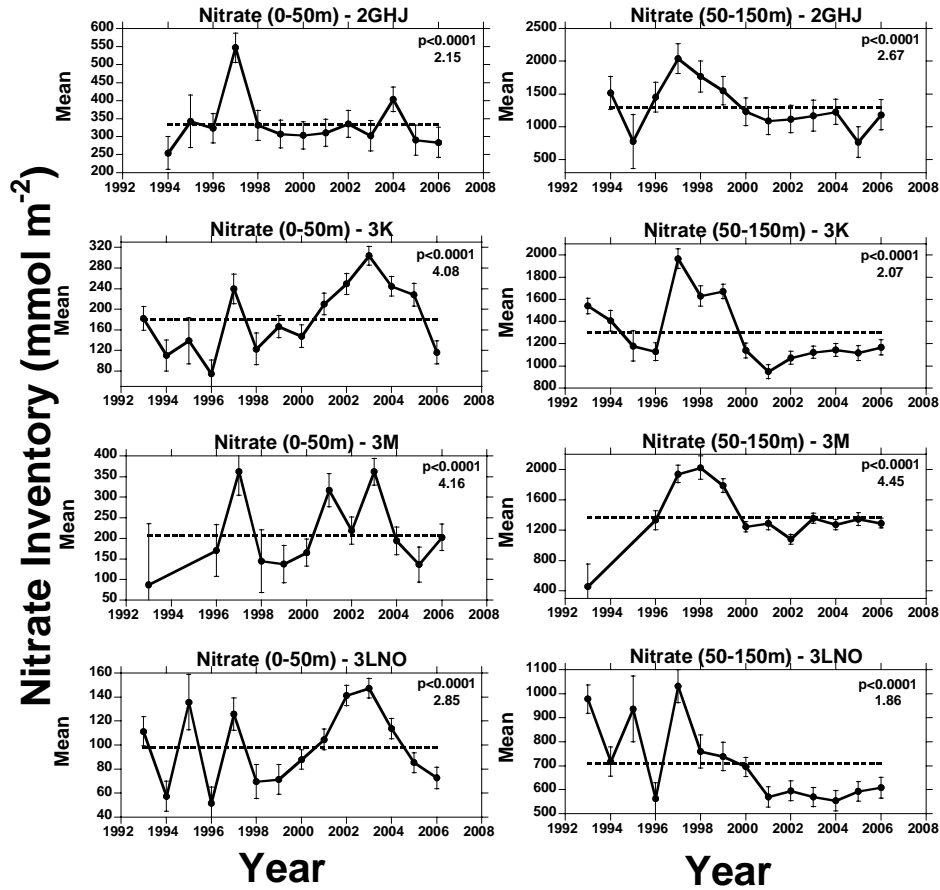 Nitrate Inventory (mmol m-2)
Nitrate (0-50m) - 2GHJ
p<0.0001
2.15
Mean
600
550
500
450
400
350
300
250
200
1992 1994 1996 1998 2000 2002 2004 2006 2008
Nitrate (50-150m) - 2GHJ
p<0.0001
2.67
Mean
2500
2000
1500
1000
500
1992 1994 1996 1998 2000 2002 2004 2006 2008
Nitrate (0-50m) - 3K
p<0.0001
4.08
Mean
320
280
240
200
160
120
80
1992 1994 1996 1998 2000 2002 2004 2006 2008
Nitrate (50-150m) - 3K
p<0.0001
2.07
Mean
2000
1800
1600
1400
1200
1000
800
1992 1994 1996 1998 2000 2002 2004 2006 2008
Nitrate (0-50m) - 3M
p<0.0001
4.16
Mean
400
350
300
250
200
150
100
50
1992 1994 1996 1998 2000 2002 2004 2006 2008
Nitrate (50-150m) - 3M
p<0.0001
4.45
Mean
2000
1600
1200
800
400
1992 1994 1996 1998 2000 2002 2004 2006 2008
Nitrate (0-50m) - 3LNO
p<0.0001
2.85
Mean
160
140
120
100
80
60
40
1992 1994 1996 1998 2000 2002 2004 2006 2008
Nitrate (50-150m) - 3LNO
p<0.0001
1.86
Mean
1100
1000
900
800
700
600
500
1992 1994 1996 1998 2000 2002 2004 2006 2008
Year
Year